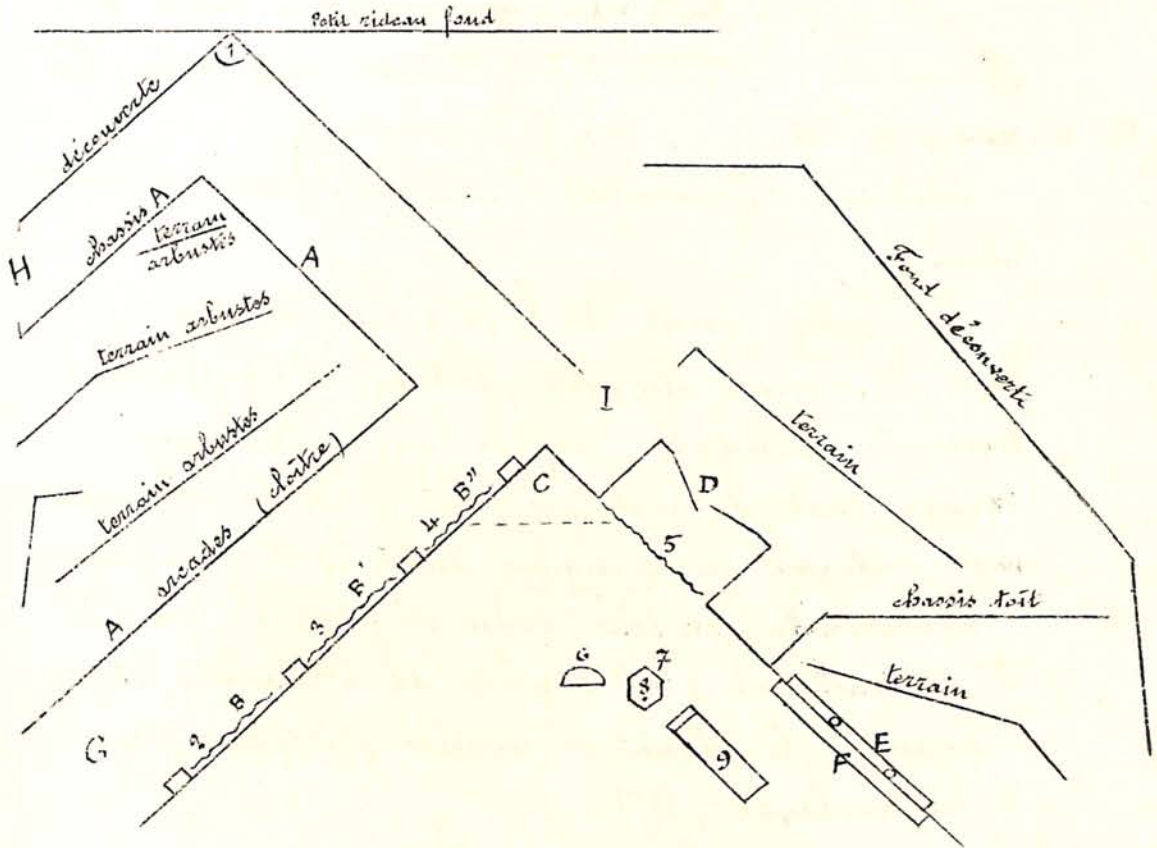 Petit rideau fond
1
découverte
chassis A
terrain
arbustes
H
A
terrain arbustes
Fond découverte
I
terrain
terrain arbustes
arcades (cloître)
A
C
D
B"
4
5
B'
3
chassis toit
6
7
8
terrain
B
2
G
9
E
F